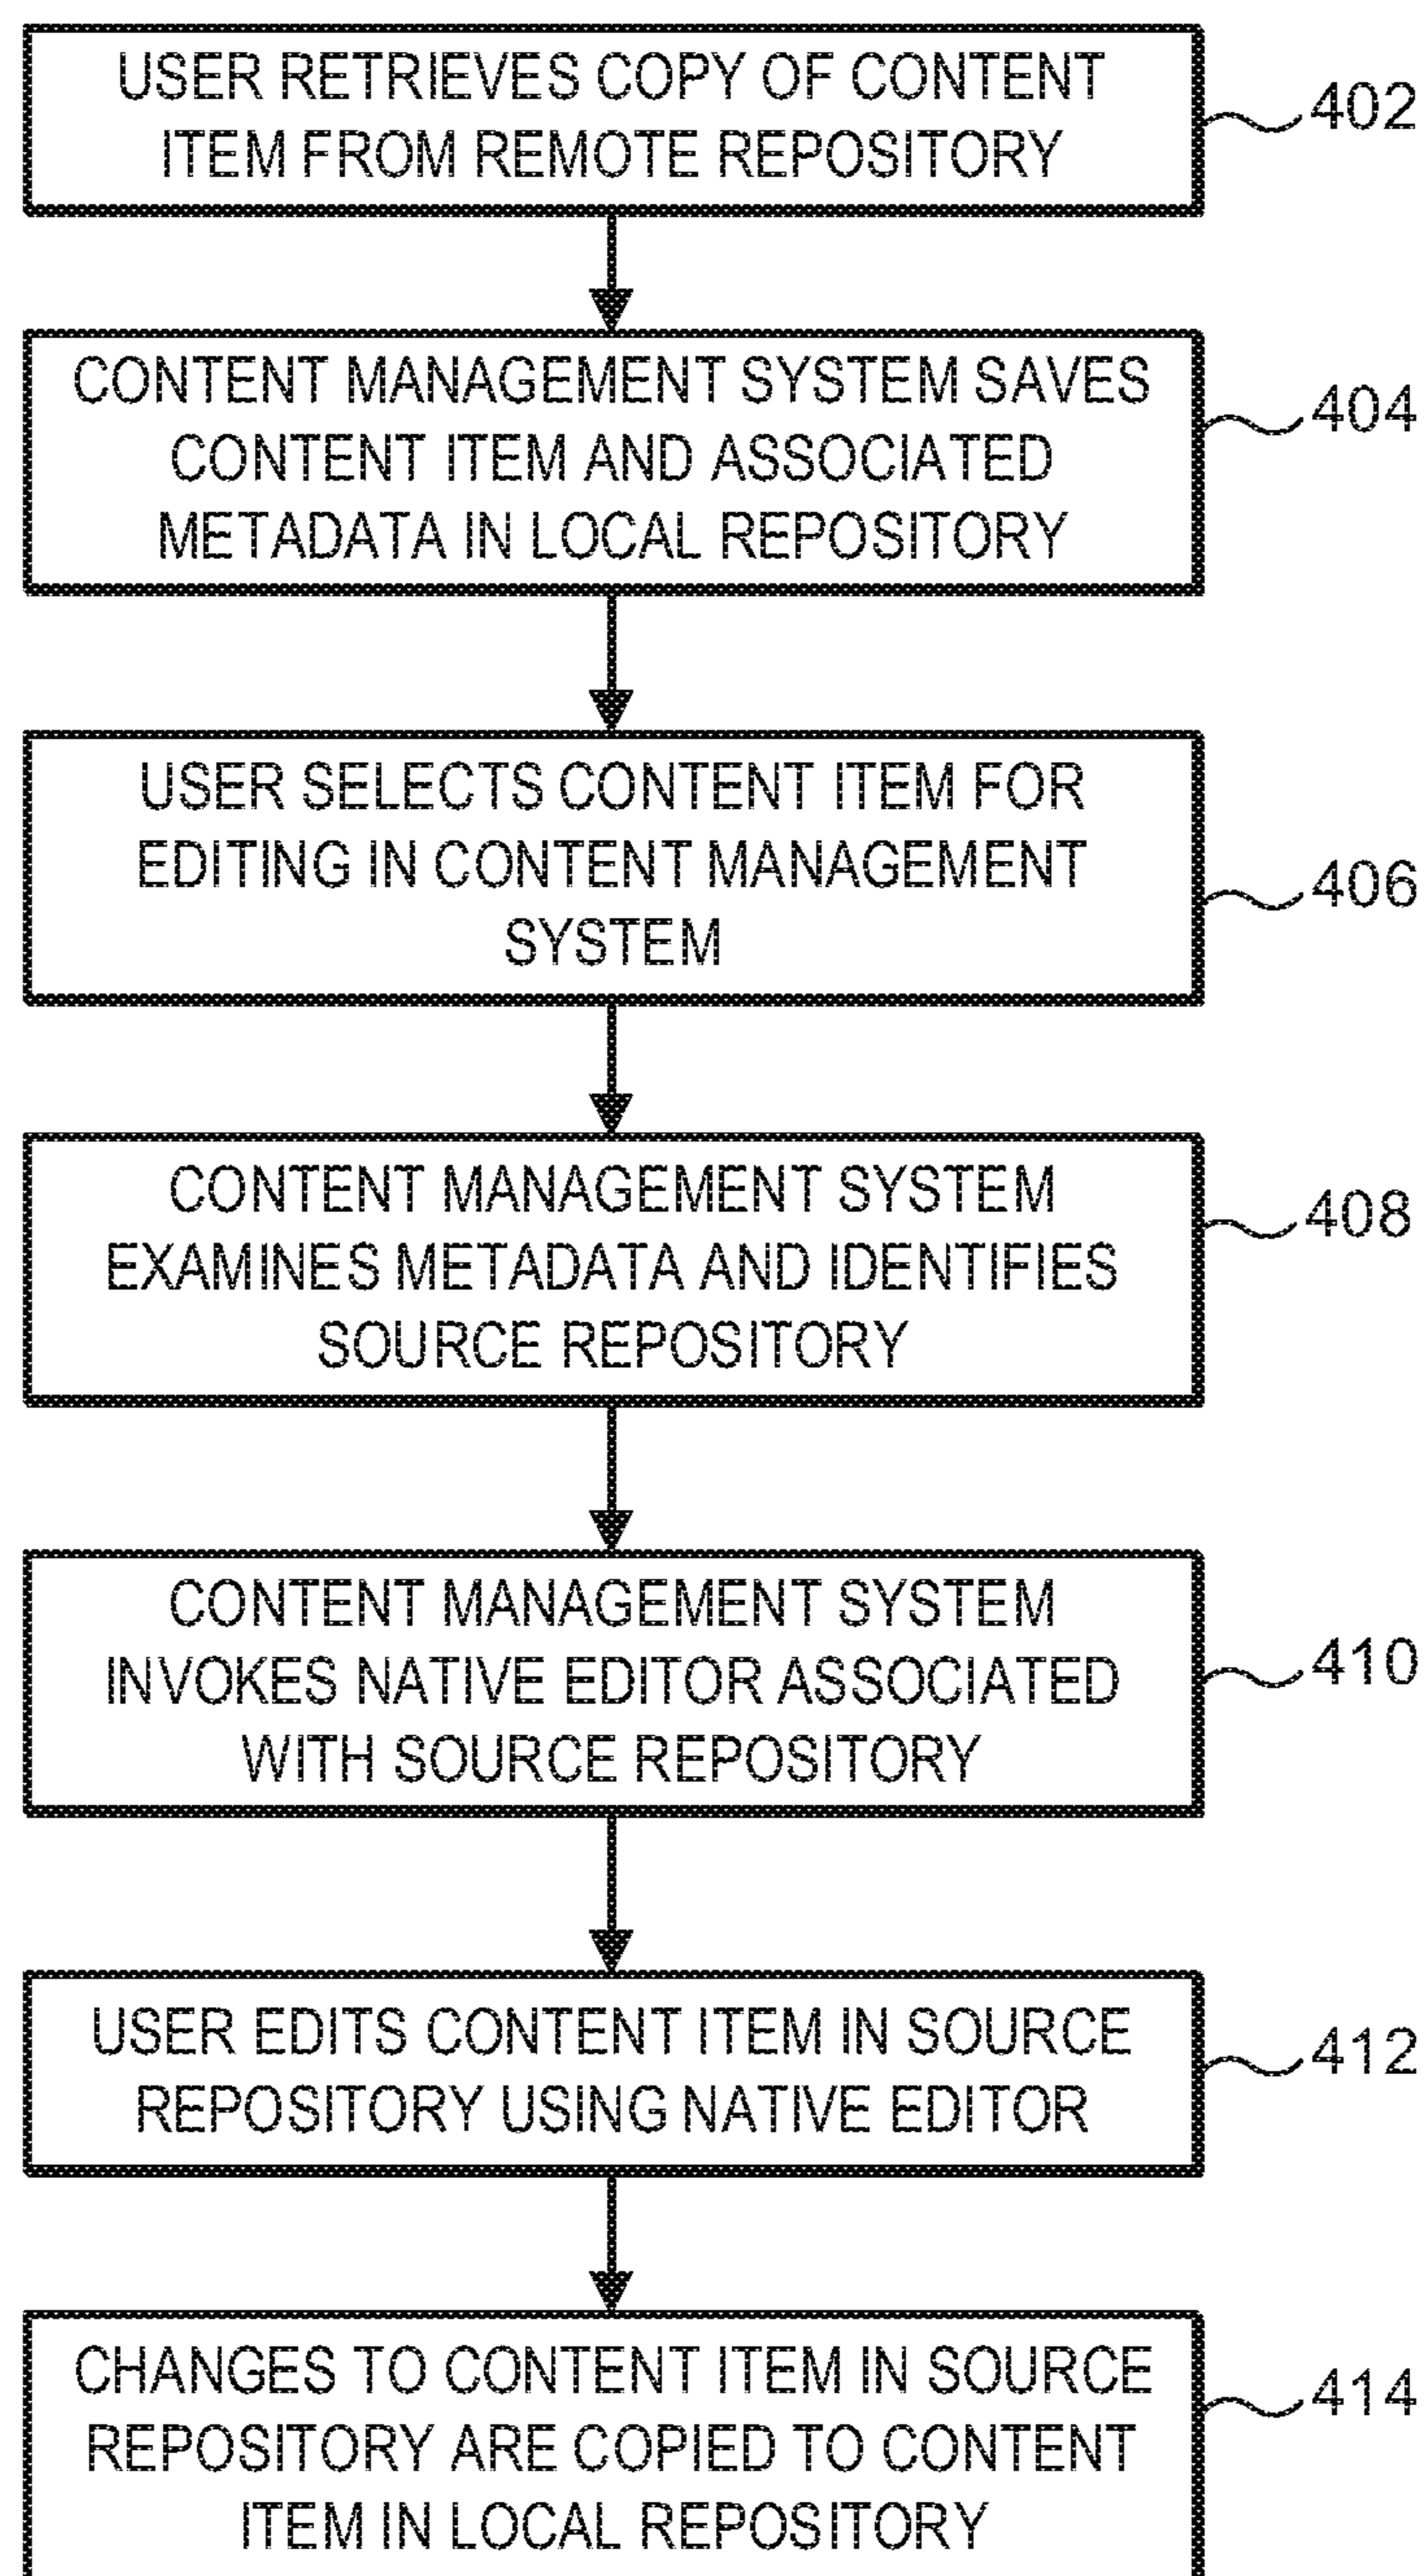 USER RETRIEVES COPY OF CONTENT
ITEM FROM REMOTE REPOSITORY
402
CONTENT MANAGEMENT SYSTEM SAVES
CONTENT ITEM AND ASSOCIATED
METADATA IN LOCAL REPOSITORY
404
USER SELECTS CONTENT ITEM FOR
EDITING IN CONTENT MANAGEMENT
SYSTEM
406
CONTENT MANAGEMENT SYSTEM
EXAMINES METADATA AND IDENTIFIES
SOURCE REPOSITORY
408
CONTENT MANAGEMENT SYSTEM
INVOKES NATIVE EDITOR ASSOCIATED
WITH SOURCE REPOSITORY
410
USER EDITS CONTENT ITEM IN SOURCE
REPOSITORY USING NATIVE EDITOR
412
CHANGES TO CONTENT ITEM IN SOURCE
REPOSITORY ARE COPIED TO CONTENT
ITEM IN LOCAL REPOSITORY
414